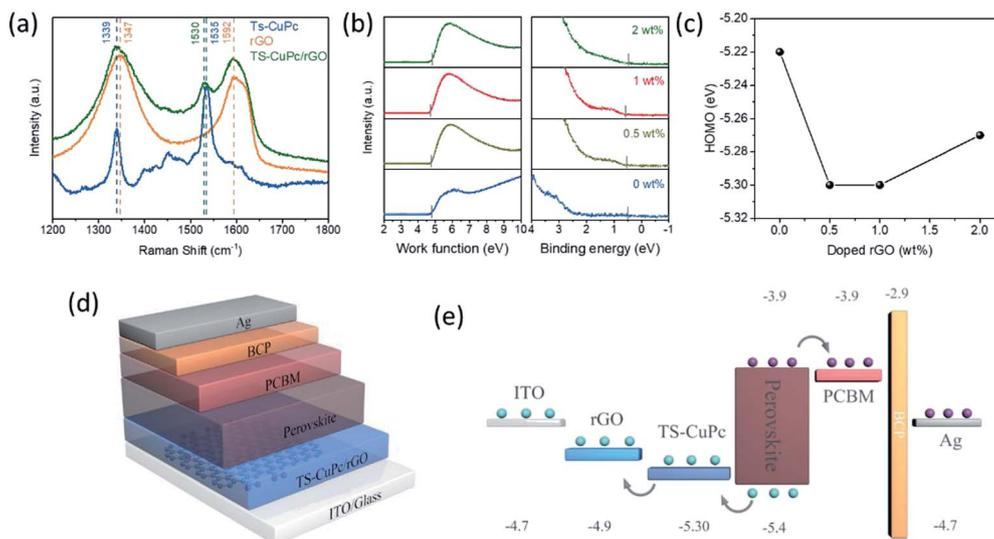 (a)
1339
1347
1530
1535
1592
Ts-CuPc
rGO
TS-CuPc/rGO
Intensity (a.u.)
1200 1300 1400 1500 1600 1700 1800
Raman Shift (cm-1)
(b)
2 wt%
1 wt%
0.5 wt%
0 wt%
Intensity (a.u.)
2 3 4 5 6 7 8 9 10
4 3 2 1 0 -1
Work function (eV)
Binding energy (eV)
(c)
-5.20
-5.22
-5.24
-5.26
-5.28
-5.30
-5.32
HOMO (eV)
0.0 0.5 1.0 1.5 2.0
Doped rGO (wt%)
(d)
Ag
BCP
PCBM
Perovskite
TS-CuPc/rGO
ITO/Glass
(e)
-3.9 -3.9 -2.9
ITO
rGO
TS-CuPc
Perovskite
PCBM
BCP
Ag
-4.7 -4.9 -5.30 -5.4 -4.7